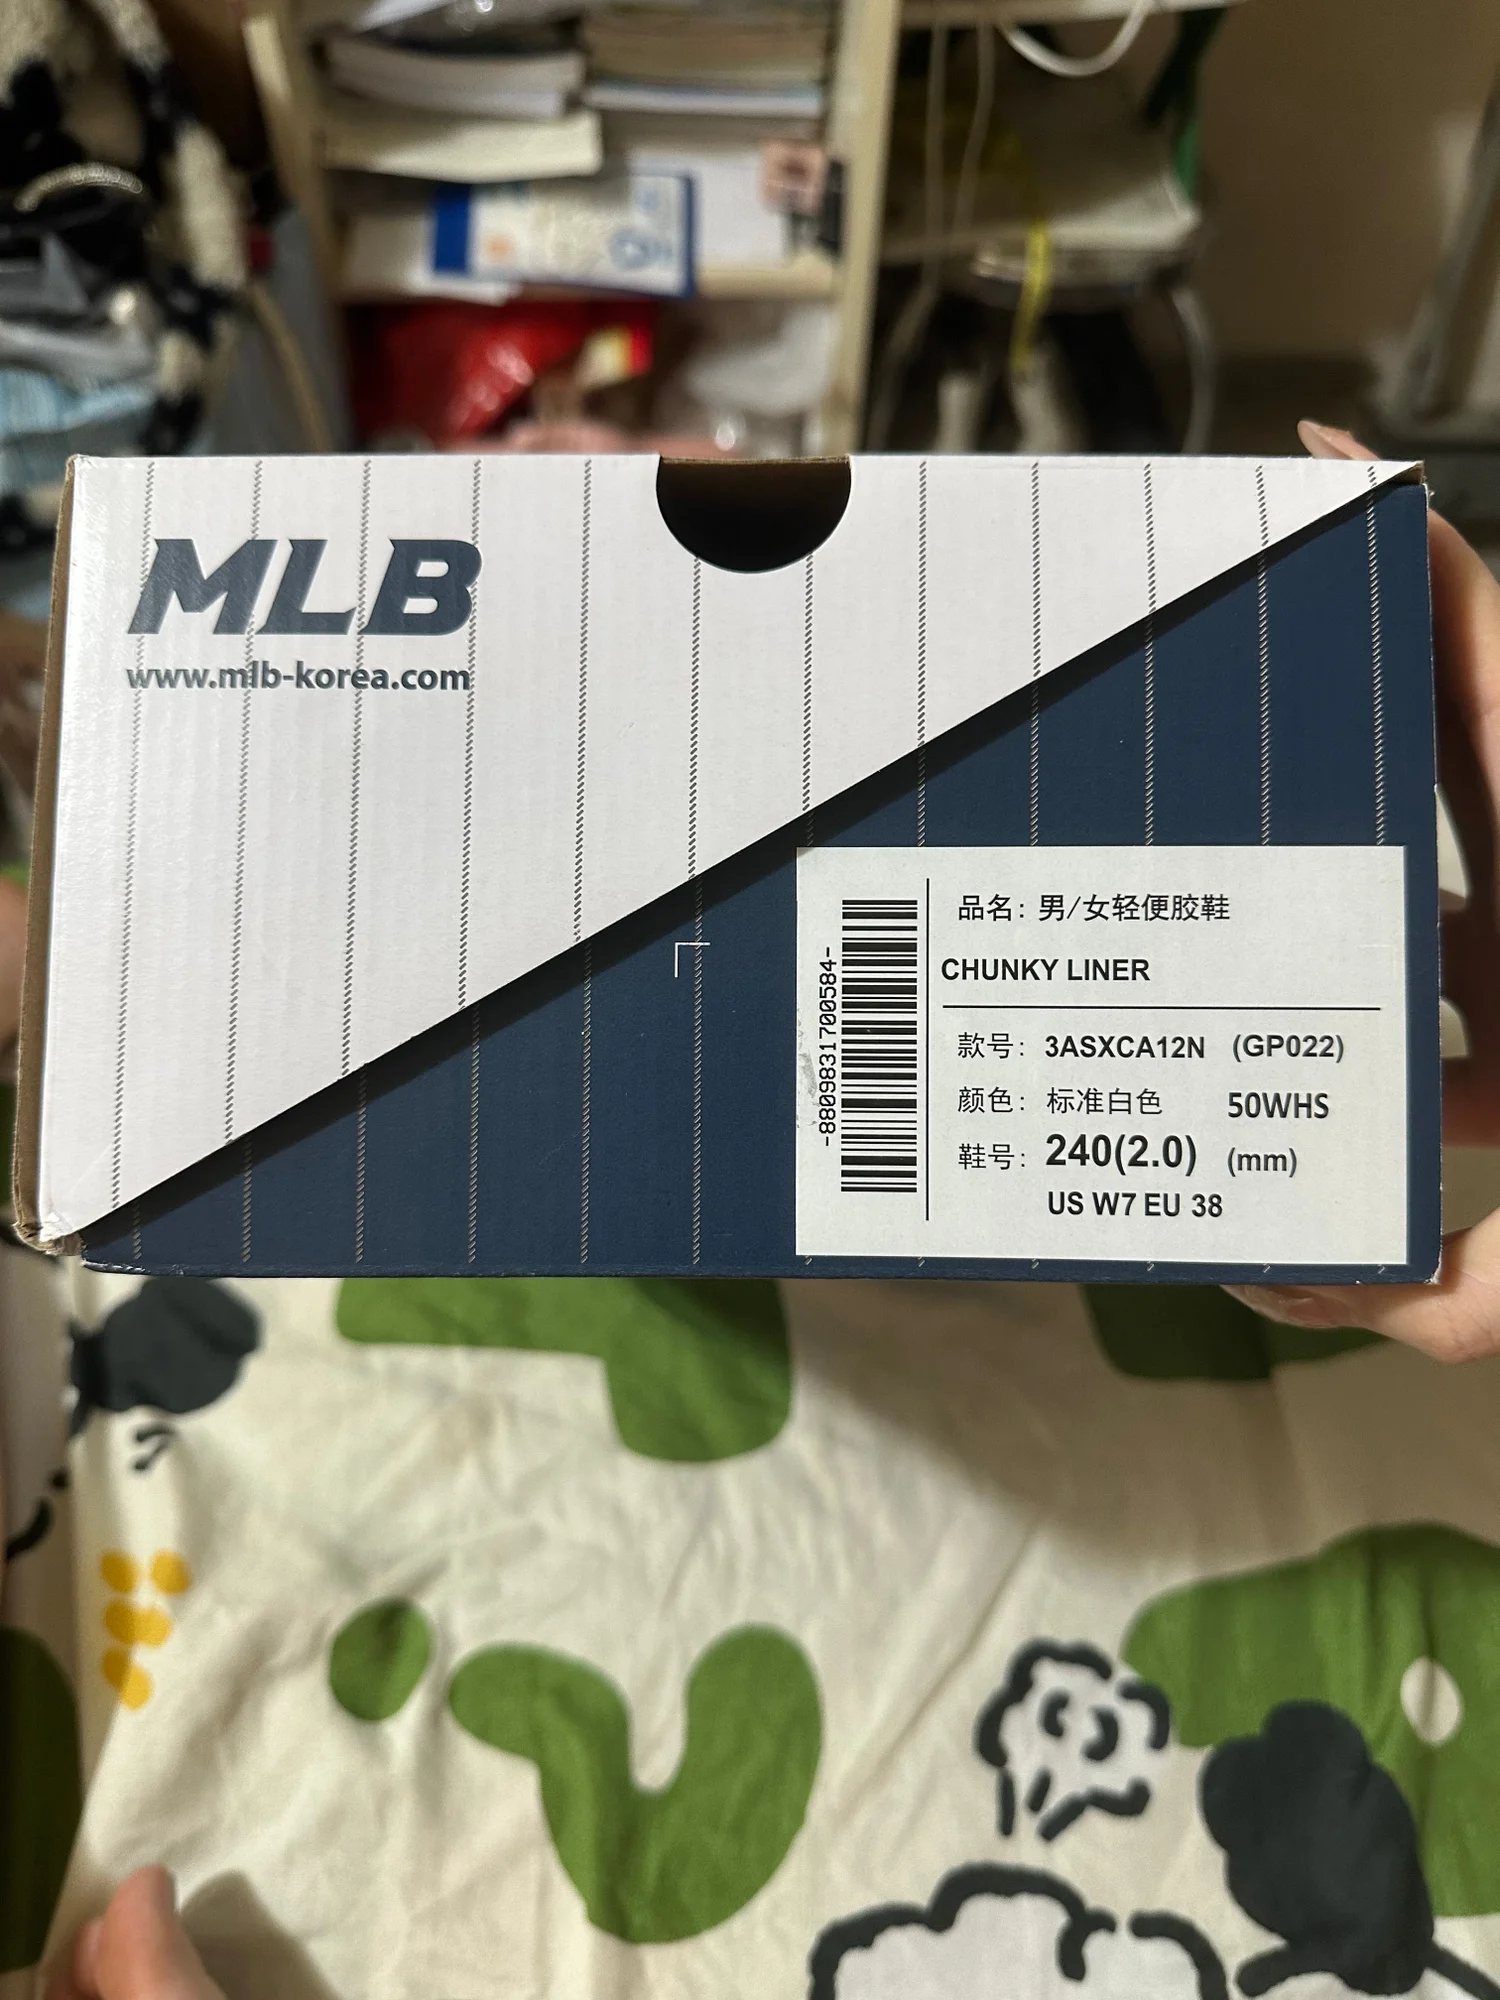 MLB
www.mlb-korea.com
-8809831700584-
品名：男/女轻便胶鞋
CHUNKY LINER
款号：3ASXCA12N (GP022)
颜色：标准白色 50WHS
鞋号：240(2.0) (mm)
US W7 EU 38